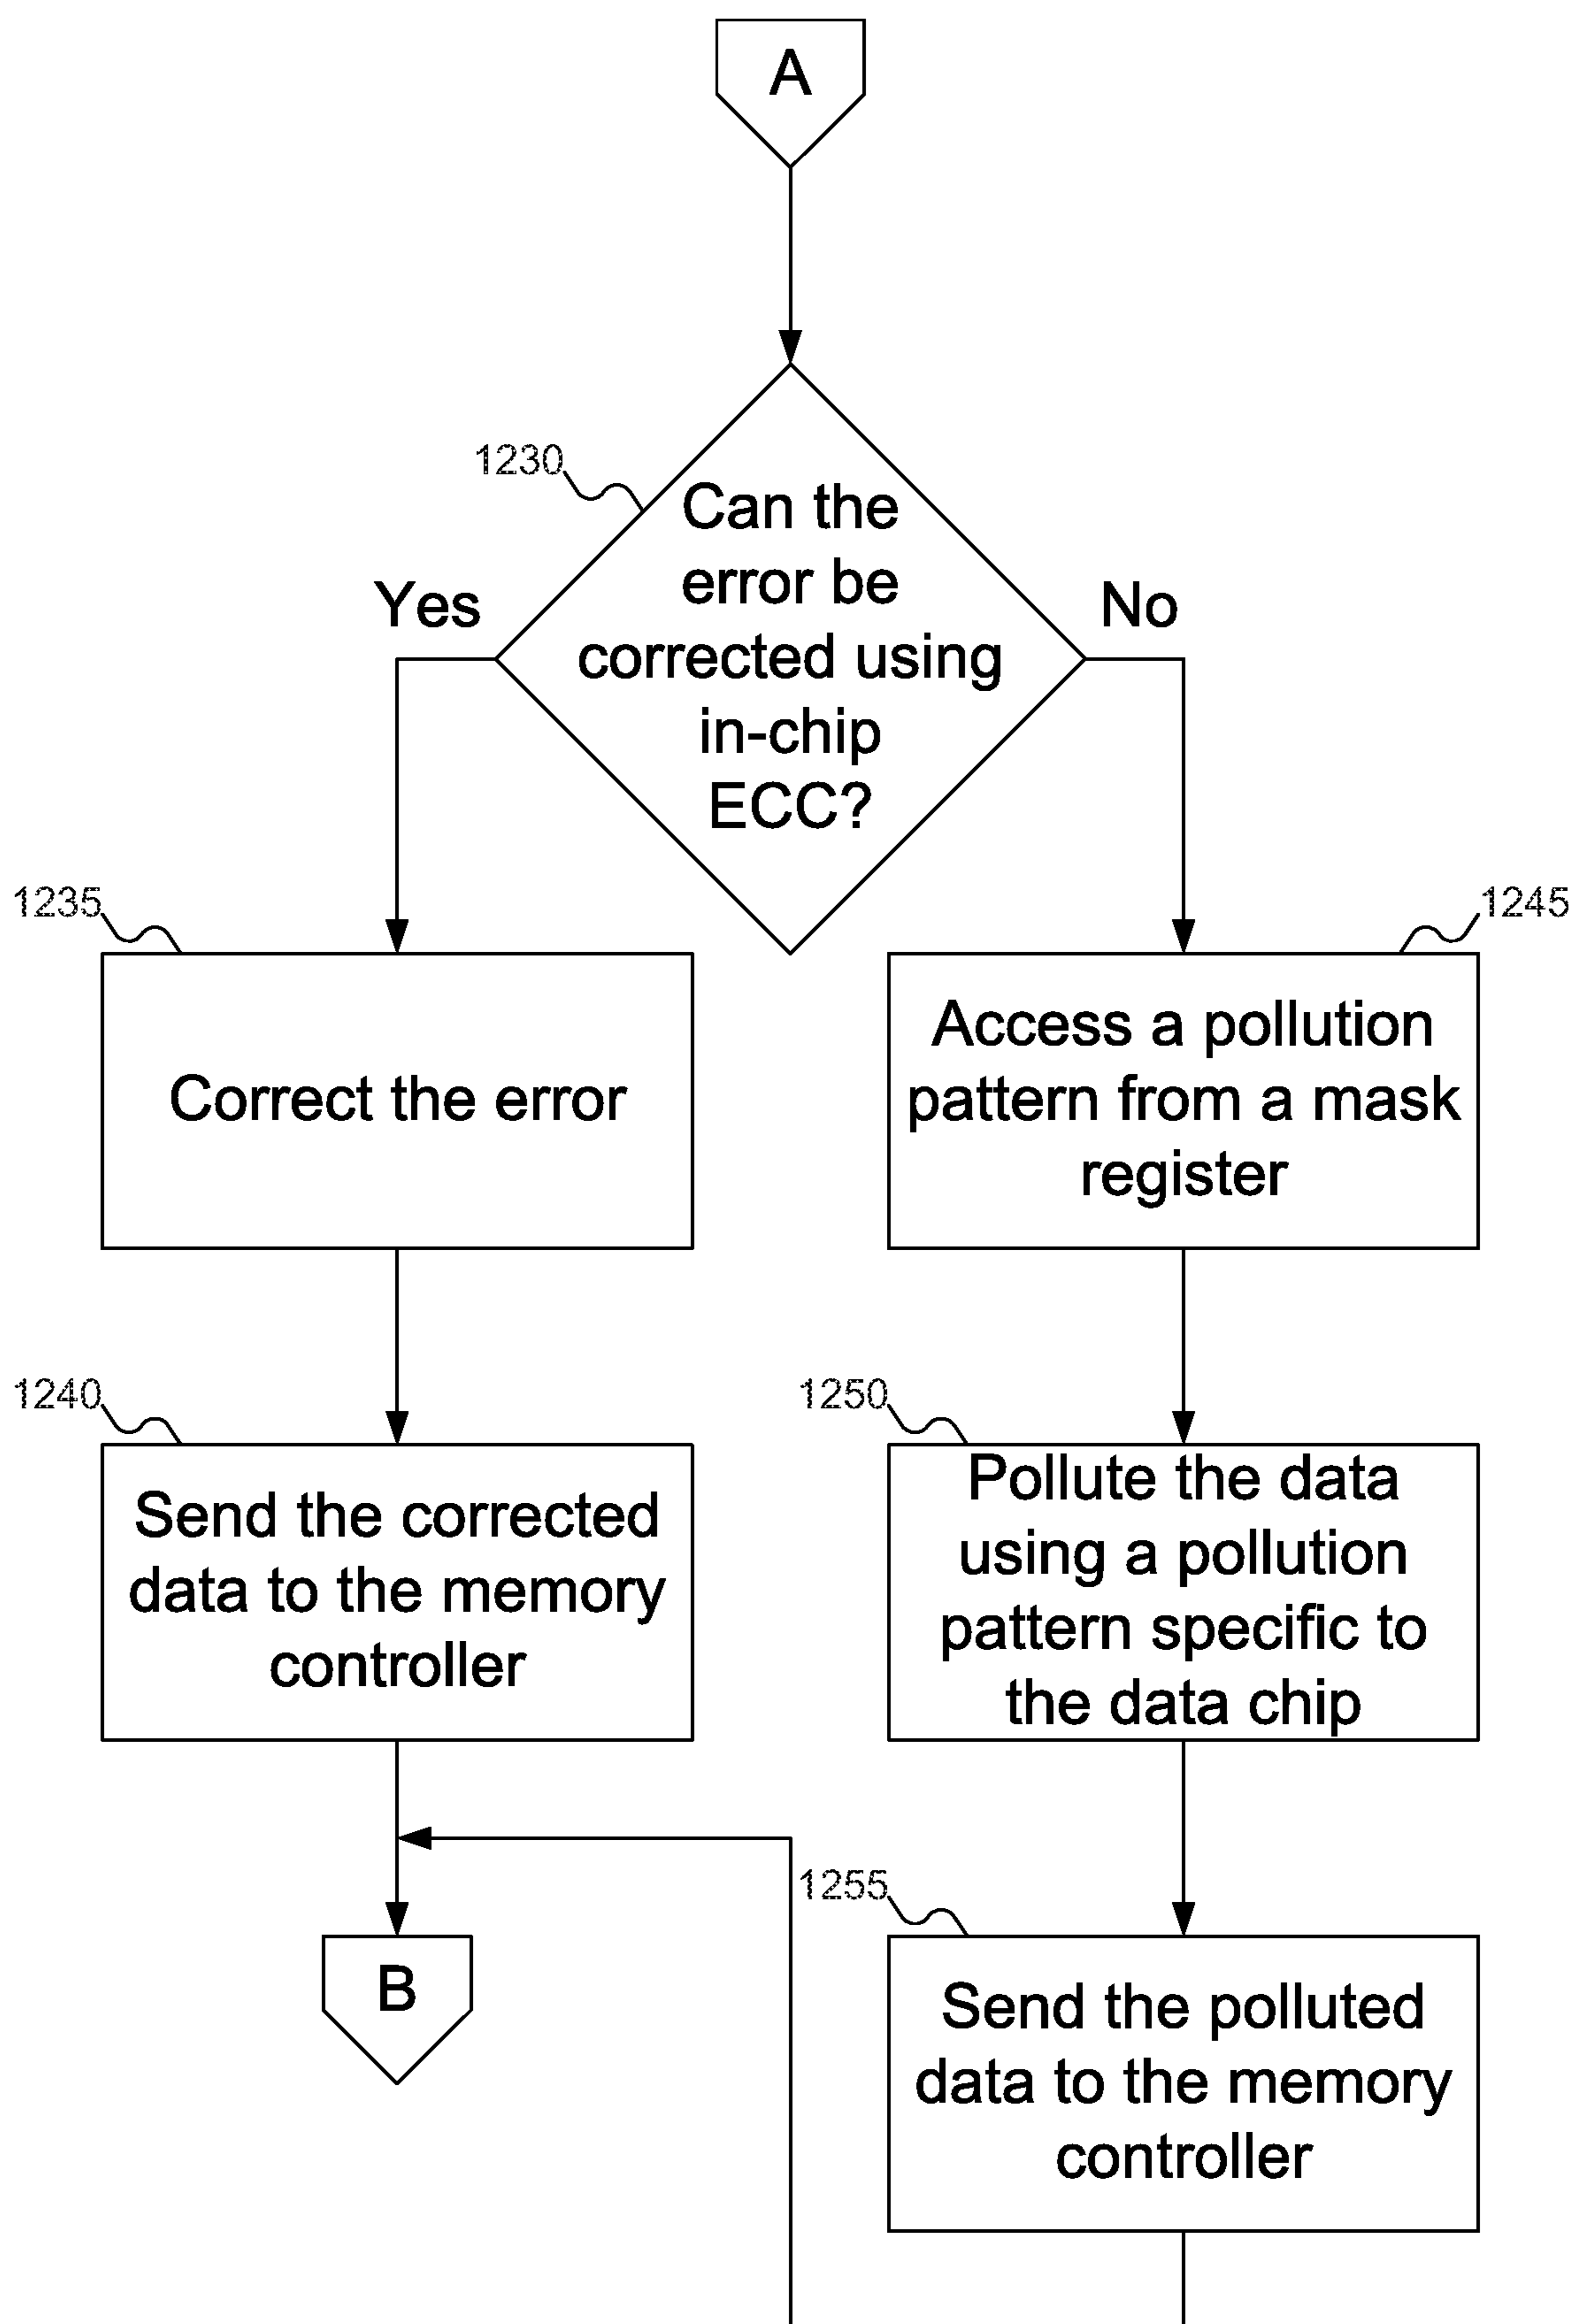 A
1230
Can the
error be
corrected using
in-chip
ECC?
Yes
No
1235
Correct the error
1245
Access a pollution
pattern from a mask
register
1240
Send the corrected
data to the memory
controller
1250
Pollute the data
using a pollution
pattern specific to
the data chip
B
1255
Send the polluted
data to the memory
controller